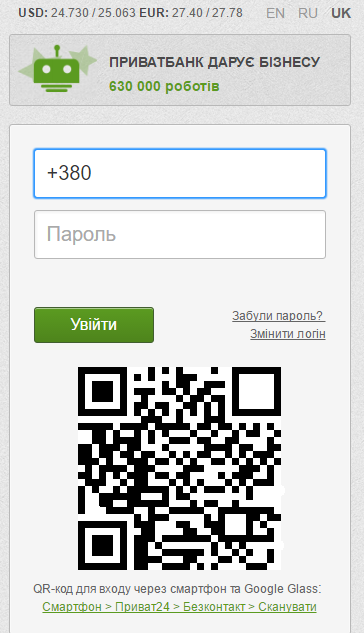 USD: 24.730 / 25.063 EUR: 27.40 / 27.78 EN RU UK
ПРИВАТБАНК ДАРУЄ БІЗНЕСУ
630 000 роботів
+380
Пароль
Увійти
Забули пароль?
Змінити логін
QR-код для входу через смартфон та Google Glass:
Смартфон > Приват24 > Безконтакт > Сканувати